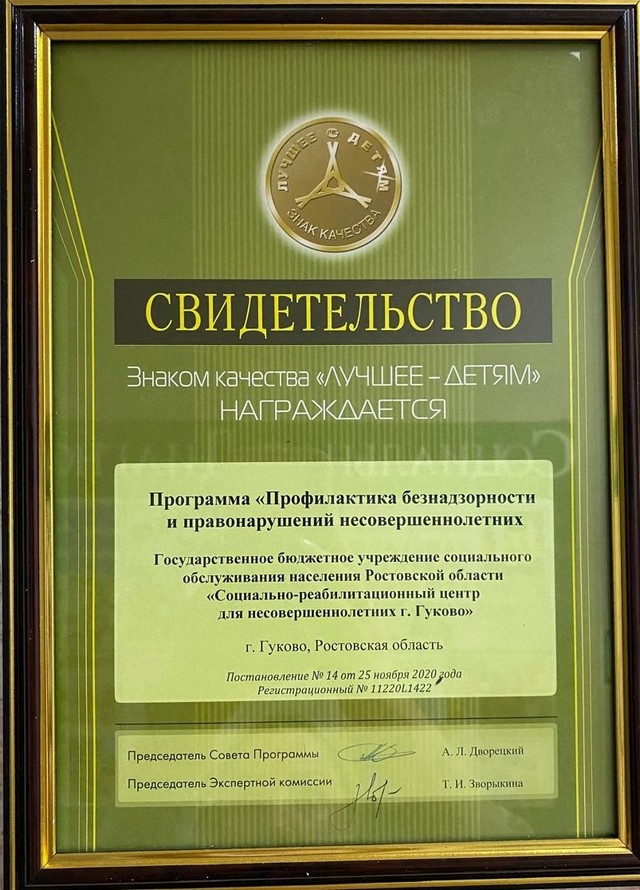 ЛУЧШЕЕ ДЕТЯМ
ЗНАК КАЧЕСТВА
СВИДЕТЕЛЬСТВО
Знаком качества «ЛУЧШЕЕ – ДЕТЯМ»
НАГРАЖДАЕТСЯ
Программа «Профилактика безнадзорности
и правонарушений несовершеннолетних
Государственное бюджетное учреждение социального
обслуживания населения Ростовской области
«Социально-реабилитационный центр
для несовершеннолетних г. Гуково»
г. Гуково, Ростовская область
Постановление № 14 от 25 ноября 2020 года
Регистрационный № 11220L1422
Председатель Совета Программы А. Л. Дворецкий
Председатель Экспертной комиссии Т. И. Зворыкина